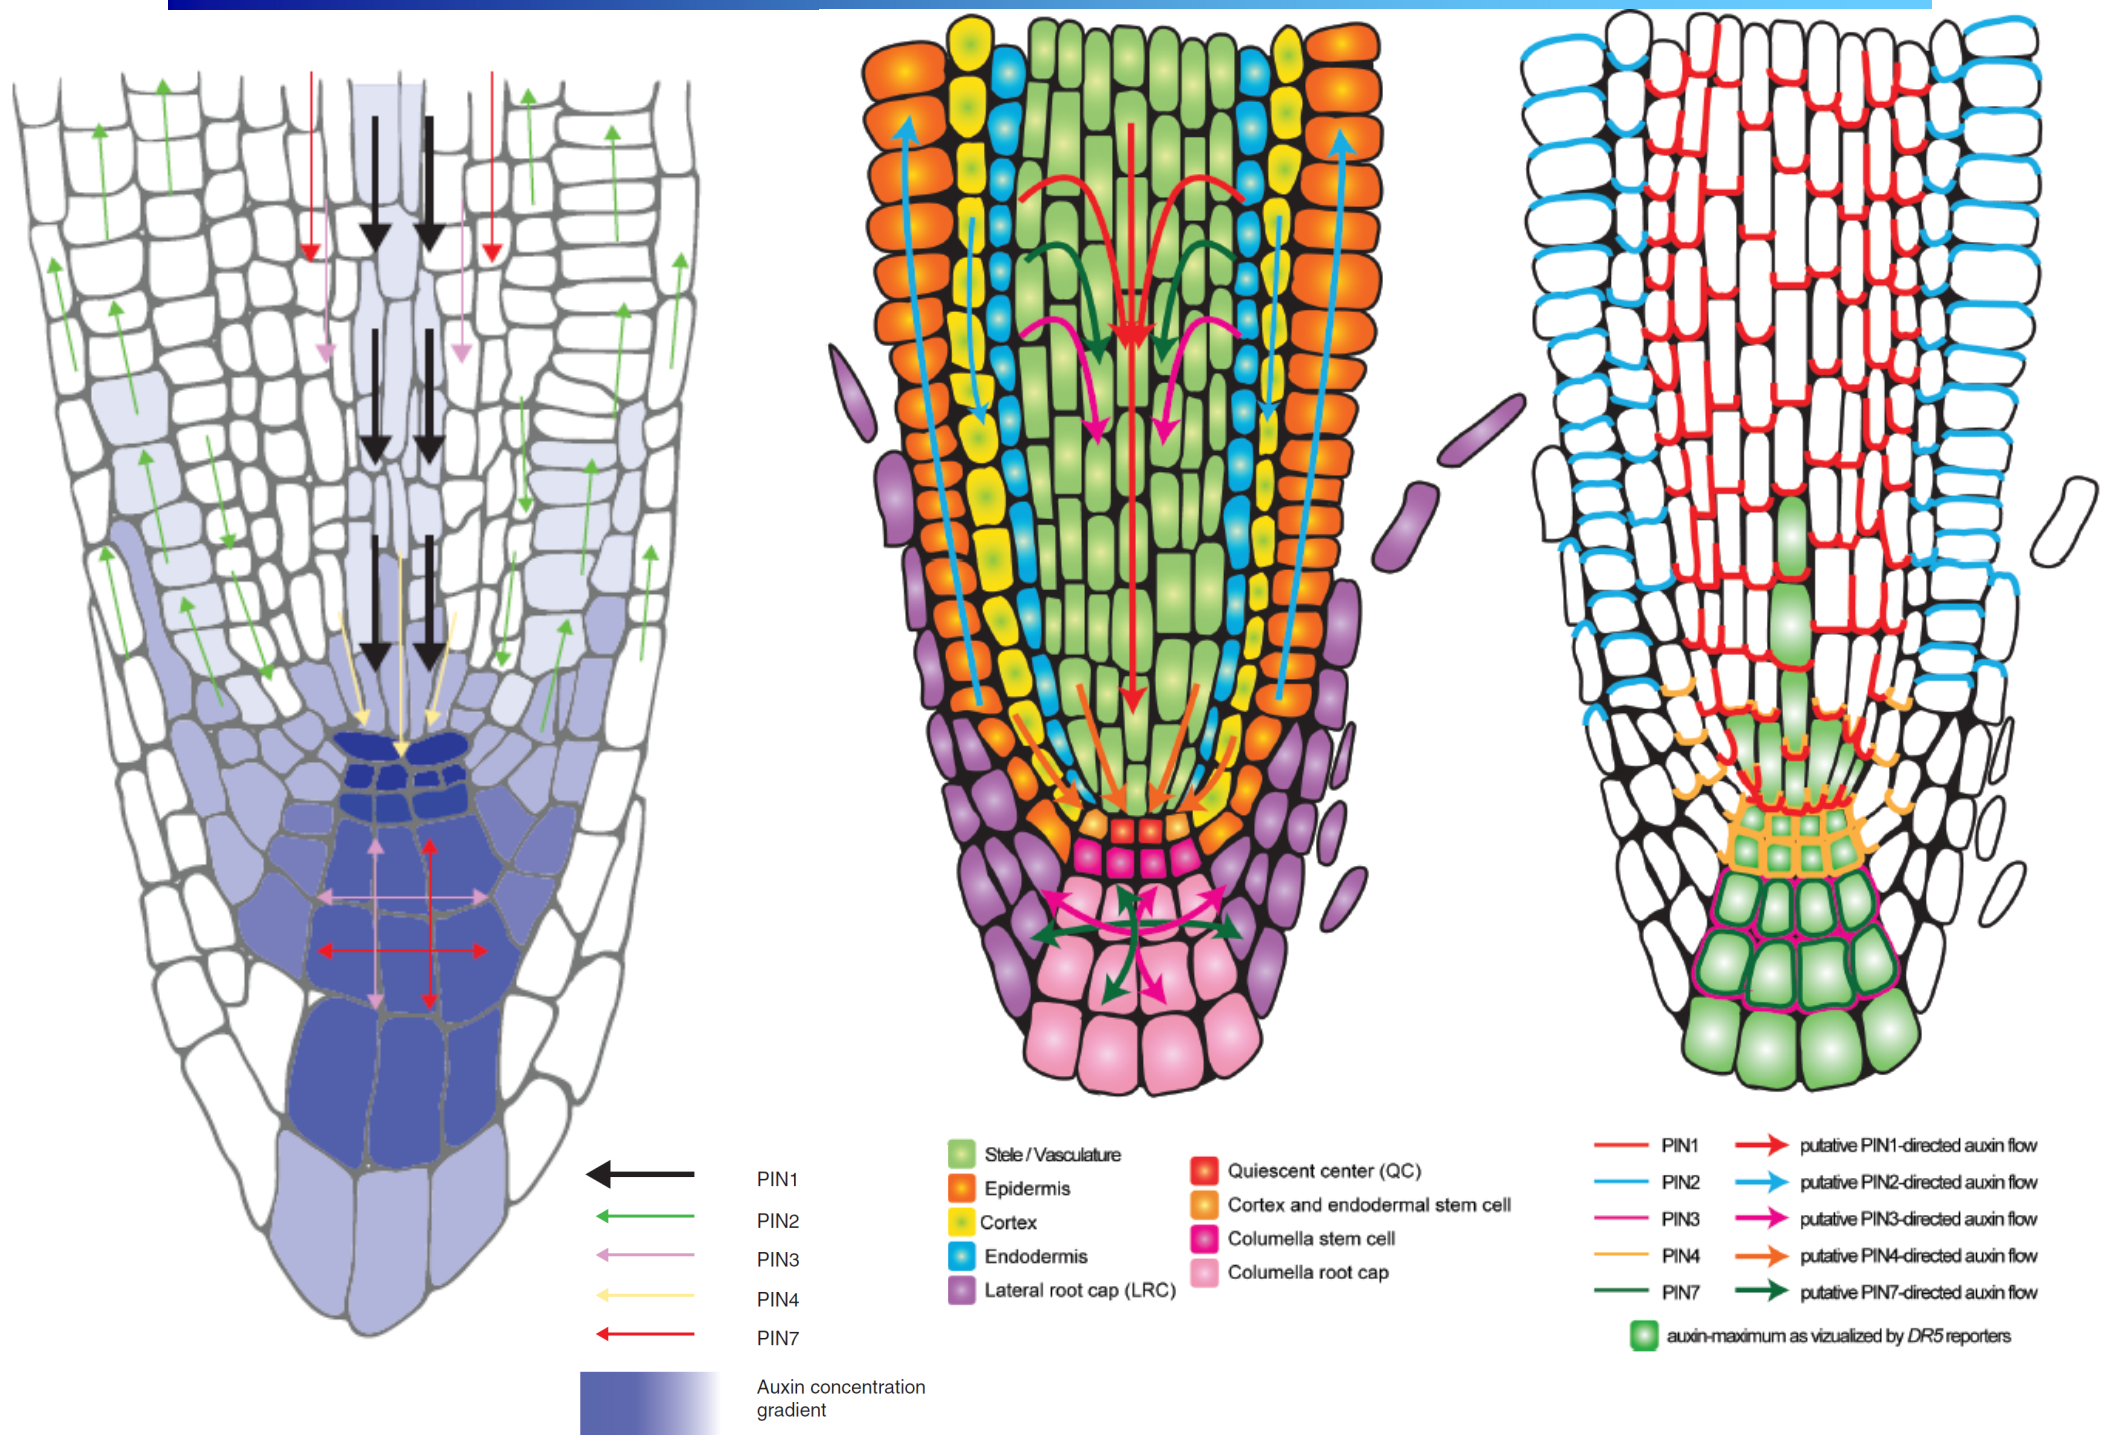 PIN1
PIN2
PIN3
PIN4
PIN7
Auxin concentration
gradient
Stele / Vasculature
Epidermis
Cortex
Endodermis
Lateral root cap (LRC)
Quiescent center (QC)
Cortex and endodermal stem cell
Columella stem cell
Columella root cap
PIN1 putative PIN1-directed auxin flow
PIN2 putative PIN2-directed auxin flow
PIN3 putative PIN3-directed auxin flow
PIN4 putative PIN4-directed auxin flow
PIN7 putative PIN7-directed auxin flow
auxin-maximum as vizualized by DR5 reporters